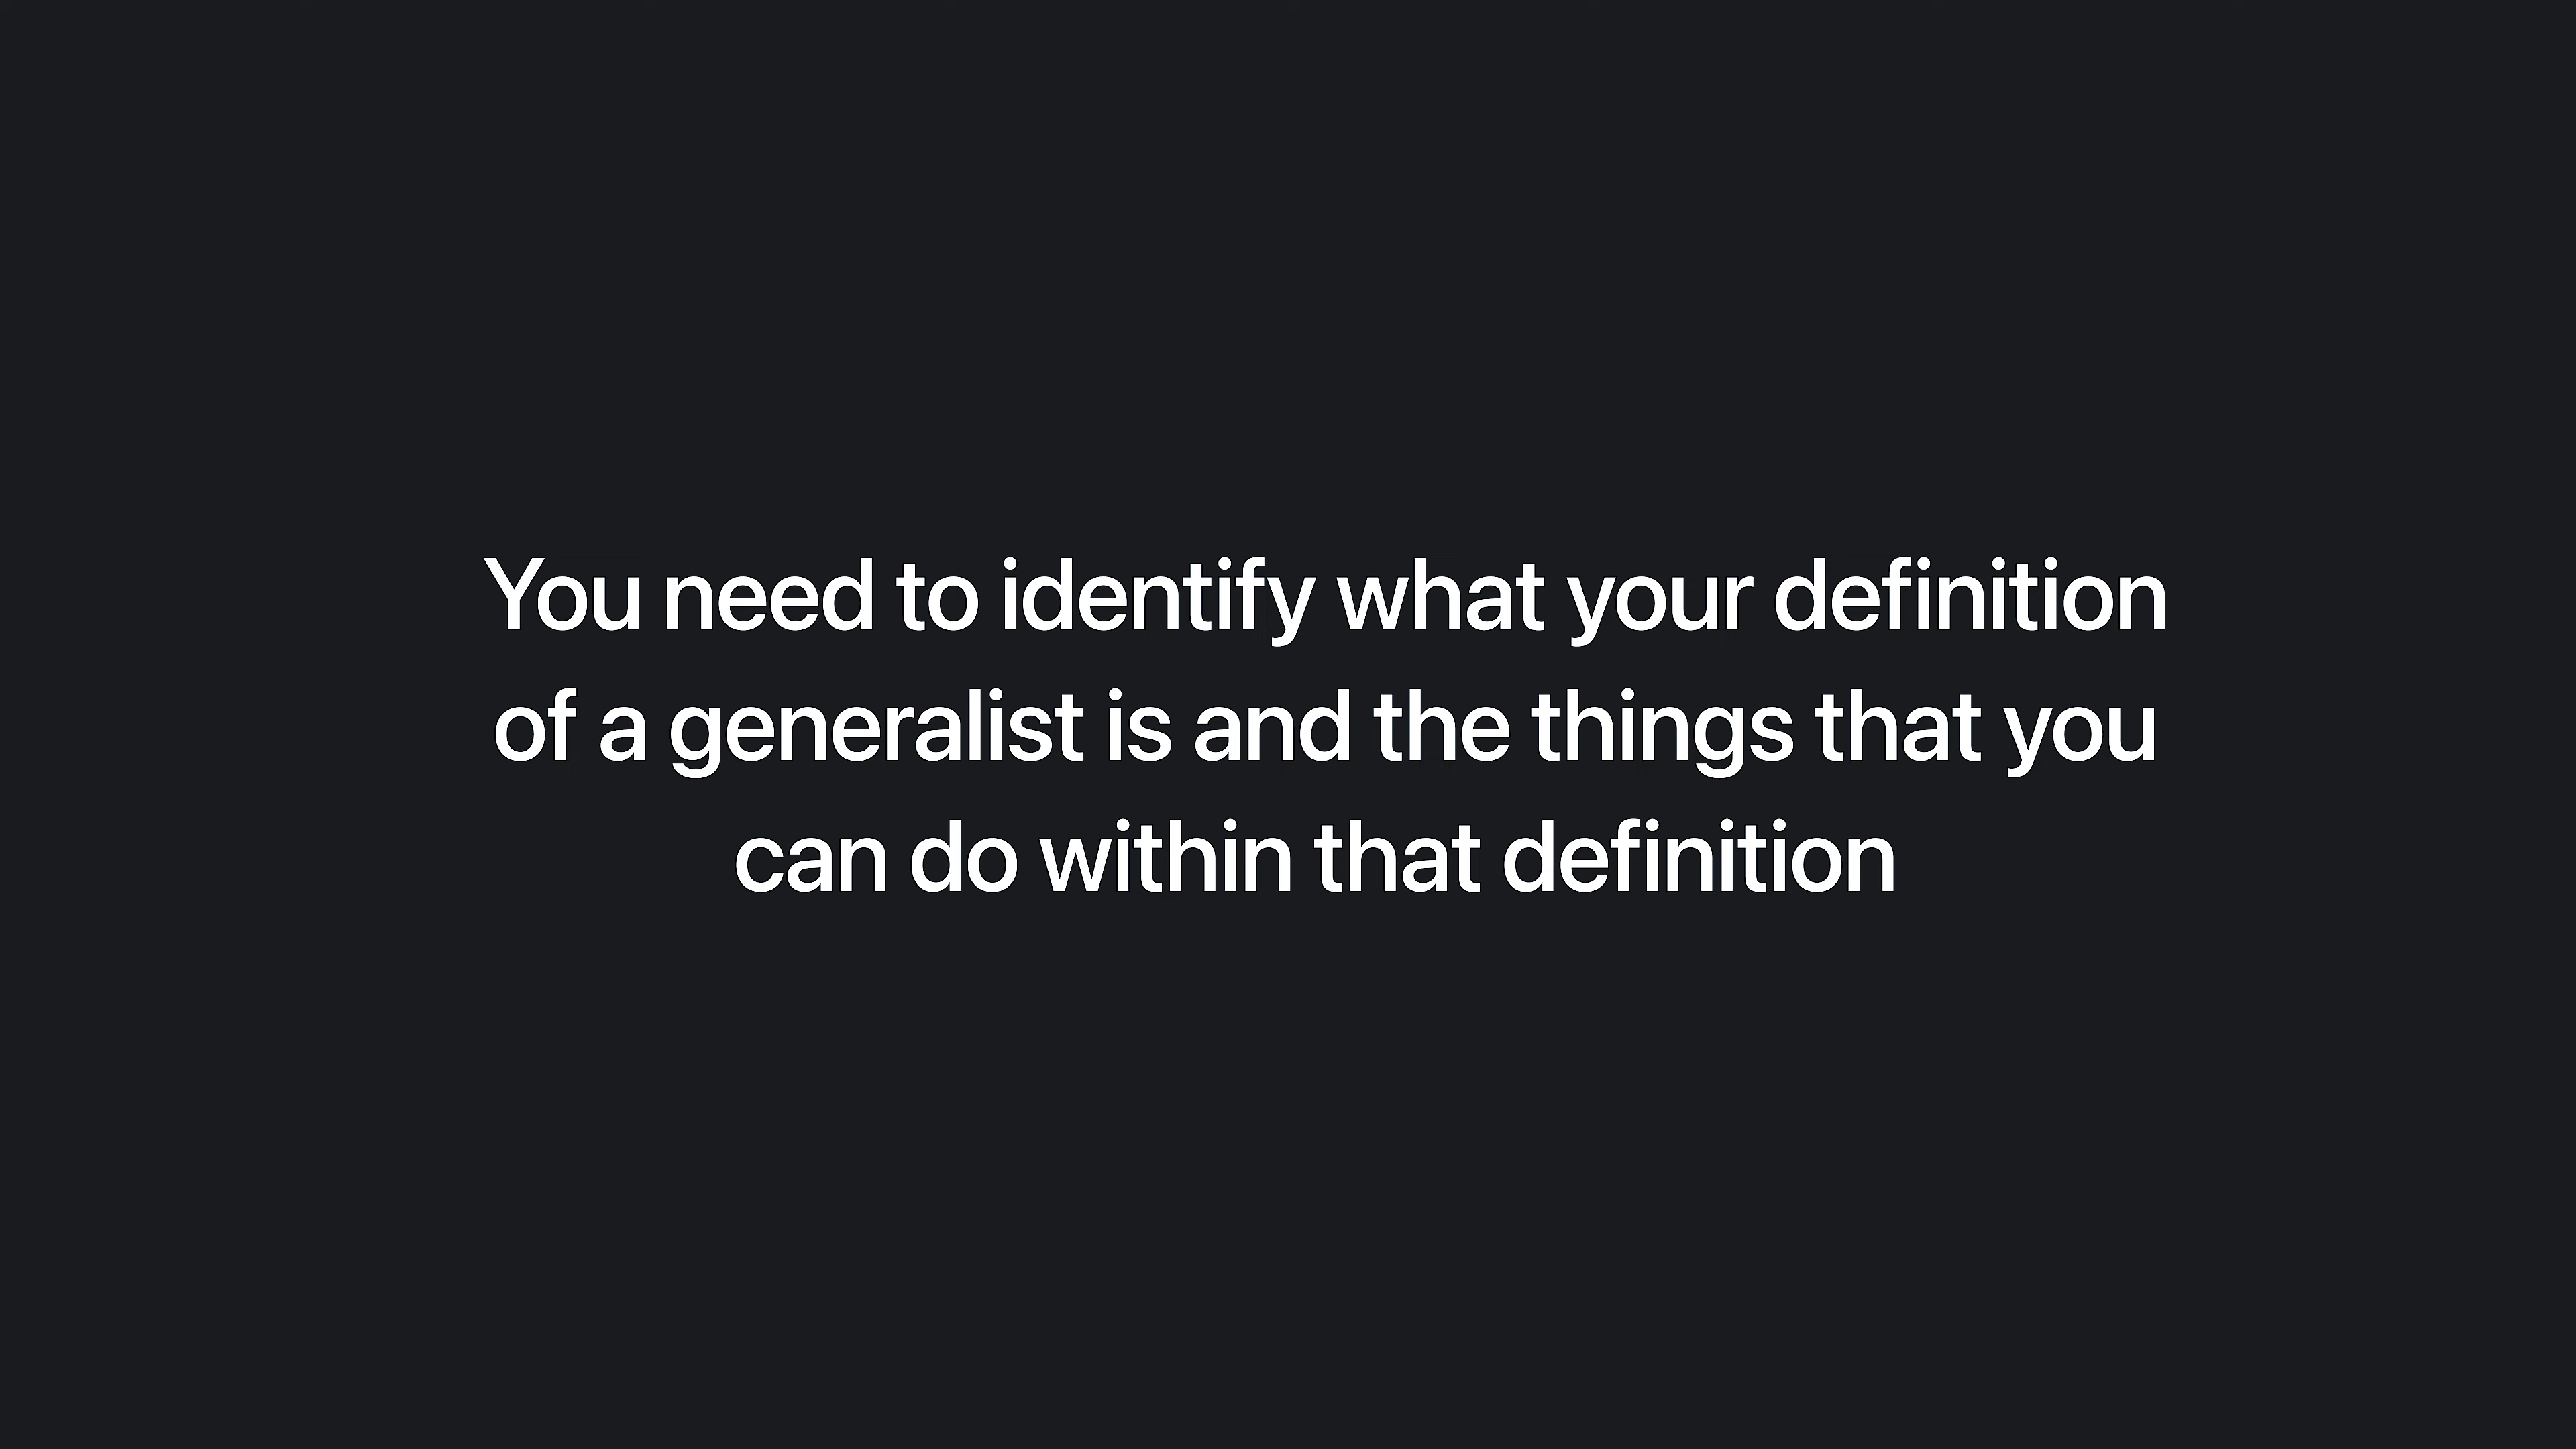 You need to identify what your definition
of a generalist is and the things that you
can do within that definition